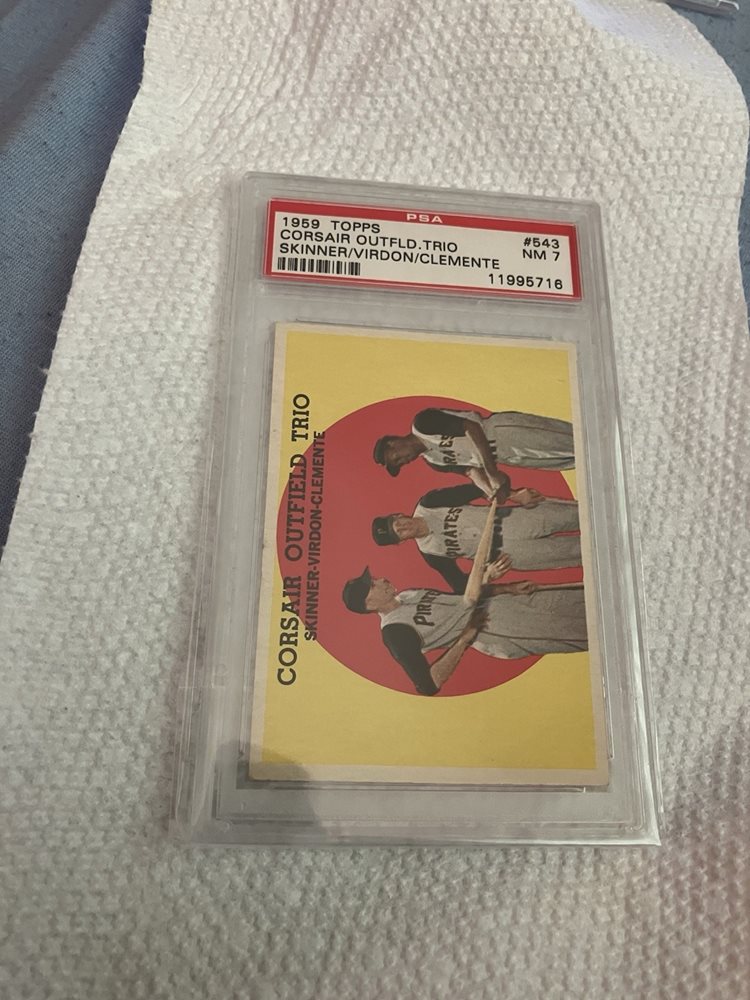 PSA
1959 TOPPS #543
CORSAIR OUTFLD.TRIO NM 7
SKINNER/VIRDON/CLEMENTE
11995716
CORSAIR OUTFIELD TRIO
SKINNER-VIRDON-CLEMENTE
PIRATES